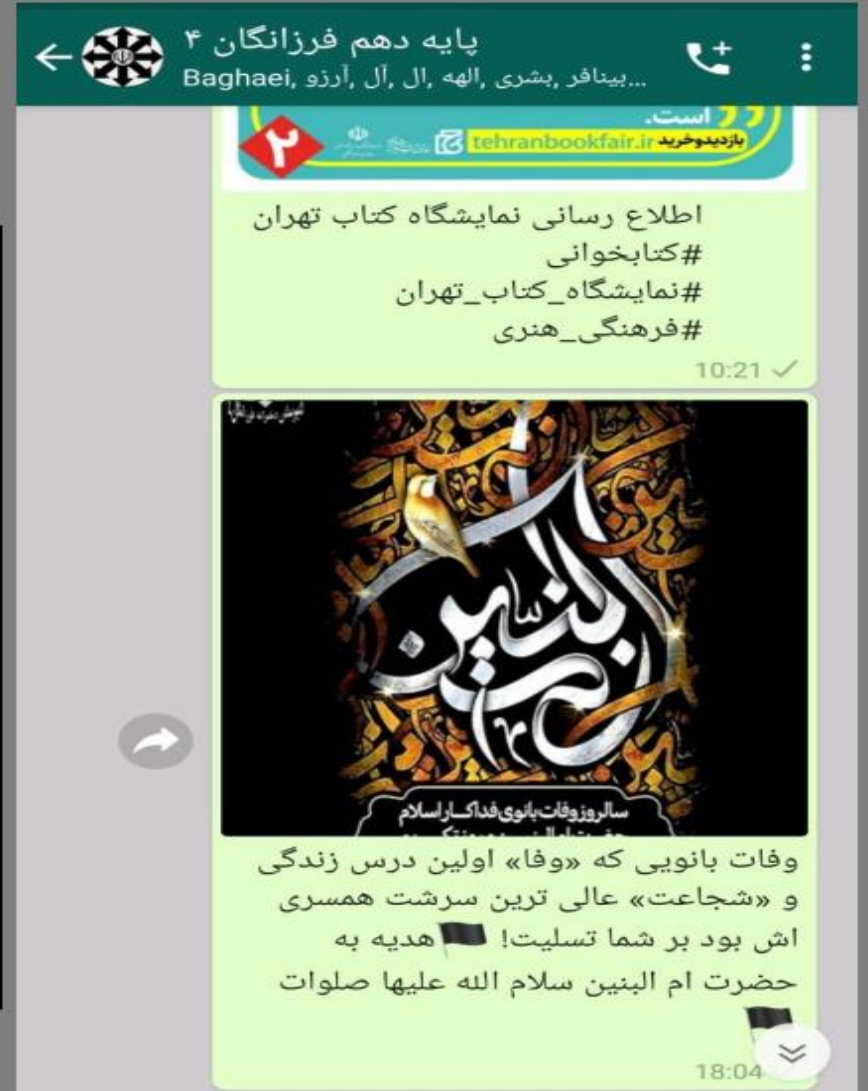 پایه دهم فرزانگان ۴
Baghaei, بینافر, بشری, الهه, ال, آل, آرزو...
است.
بازدید و خرید tehranbookfair.ir
۲
اطلاع رسانی نمایشگاه کتاب تهران
#کتابخوانی
#نمایشگاه_کتاب_تهران
#فرهنگی_هنری
10:21
ام البنین
سالروز وفات بانوی فداکار اسلام
وفات بانویی که «وفا» اولین درس زندگی
و «شجاعت» عالی ترین سرشت همسری
اش بود بر شما تسلیت! 🏴هدیه به
حضرت ام البنین سلام الله علیها صلوات
🏴
18:04